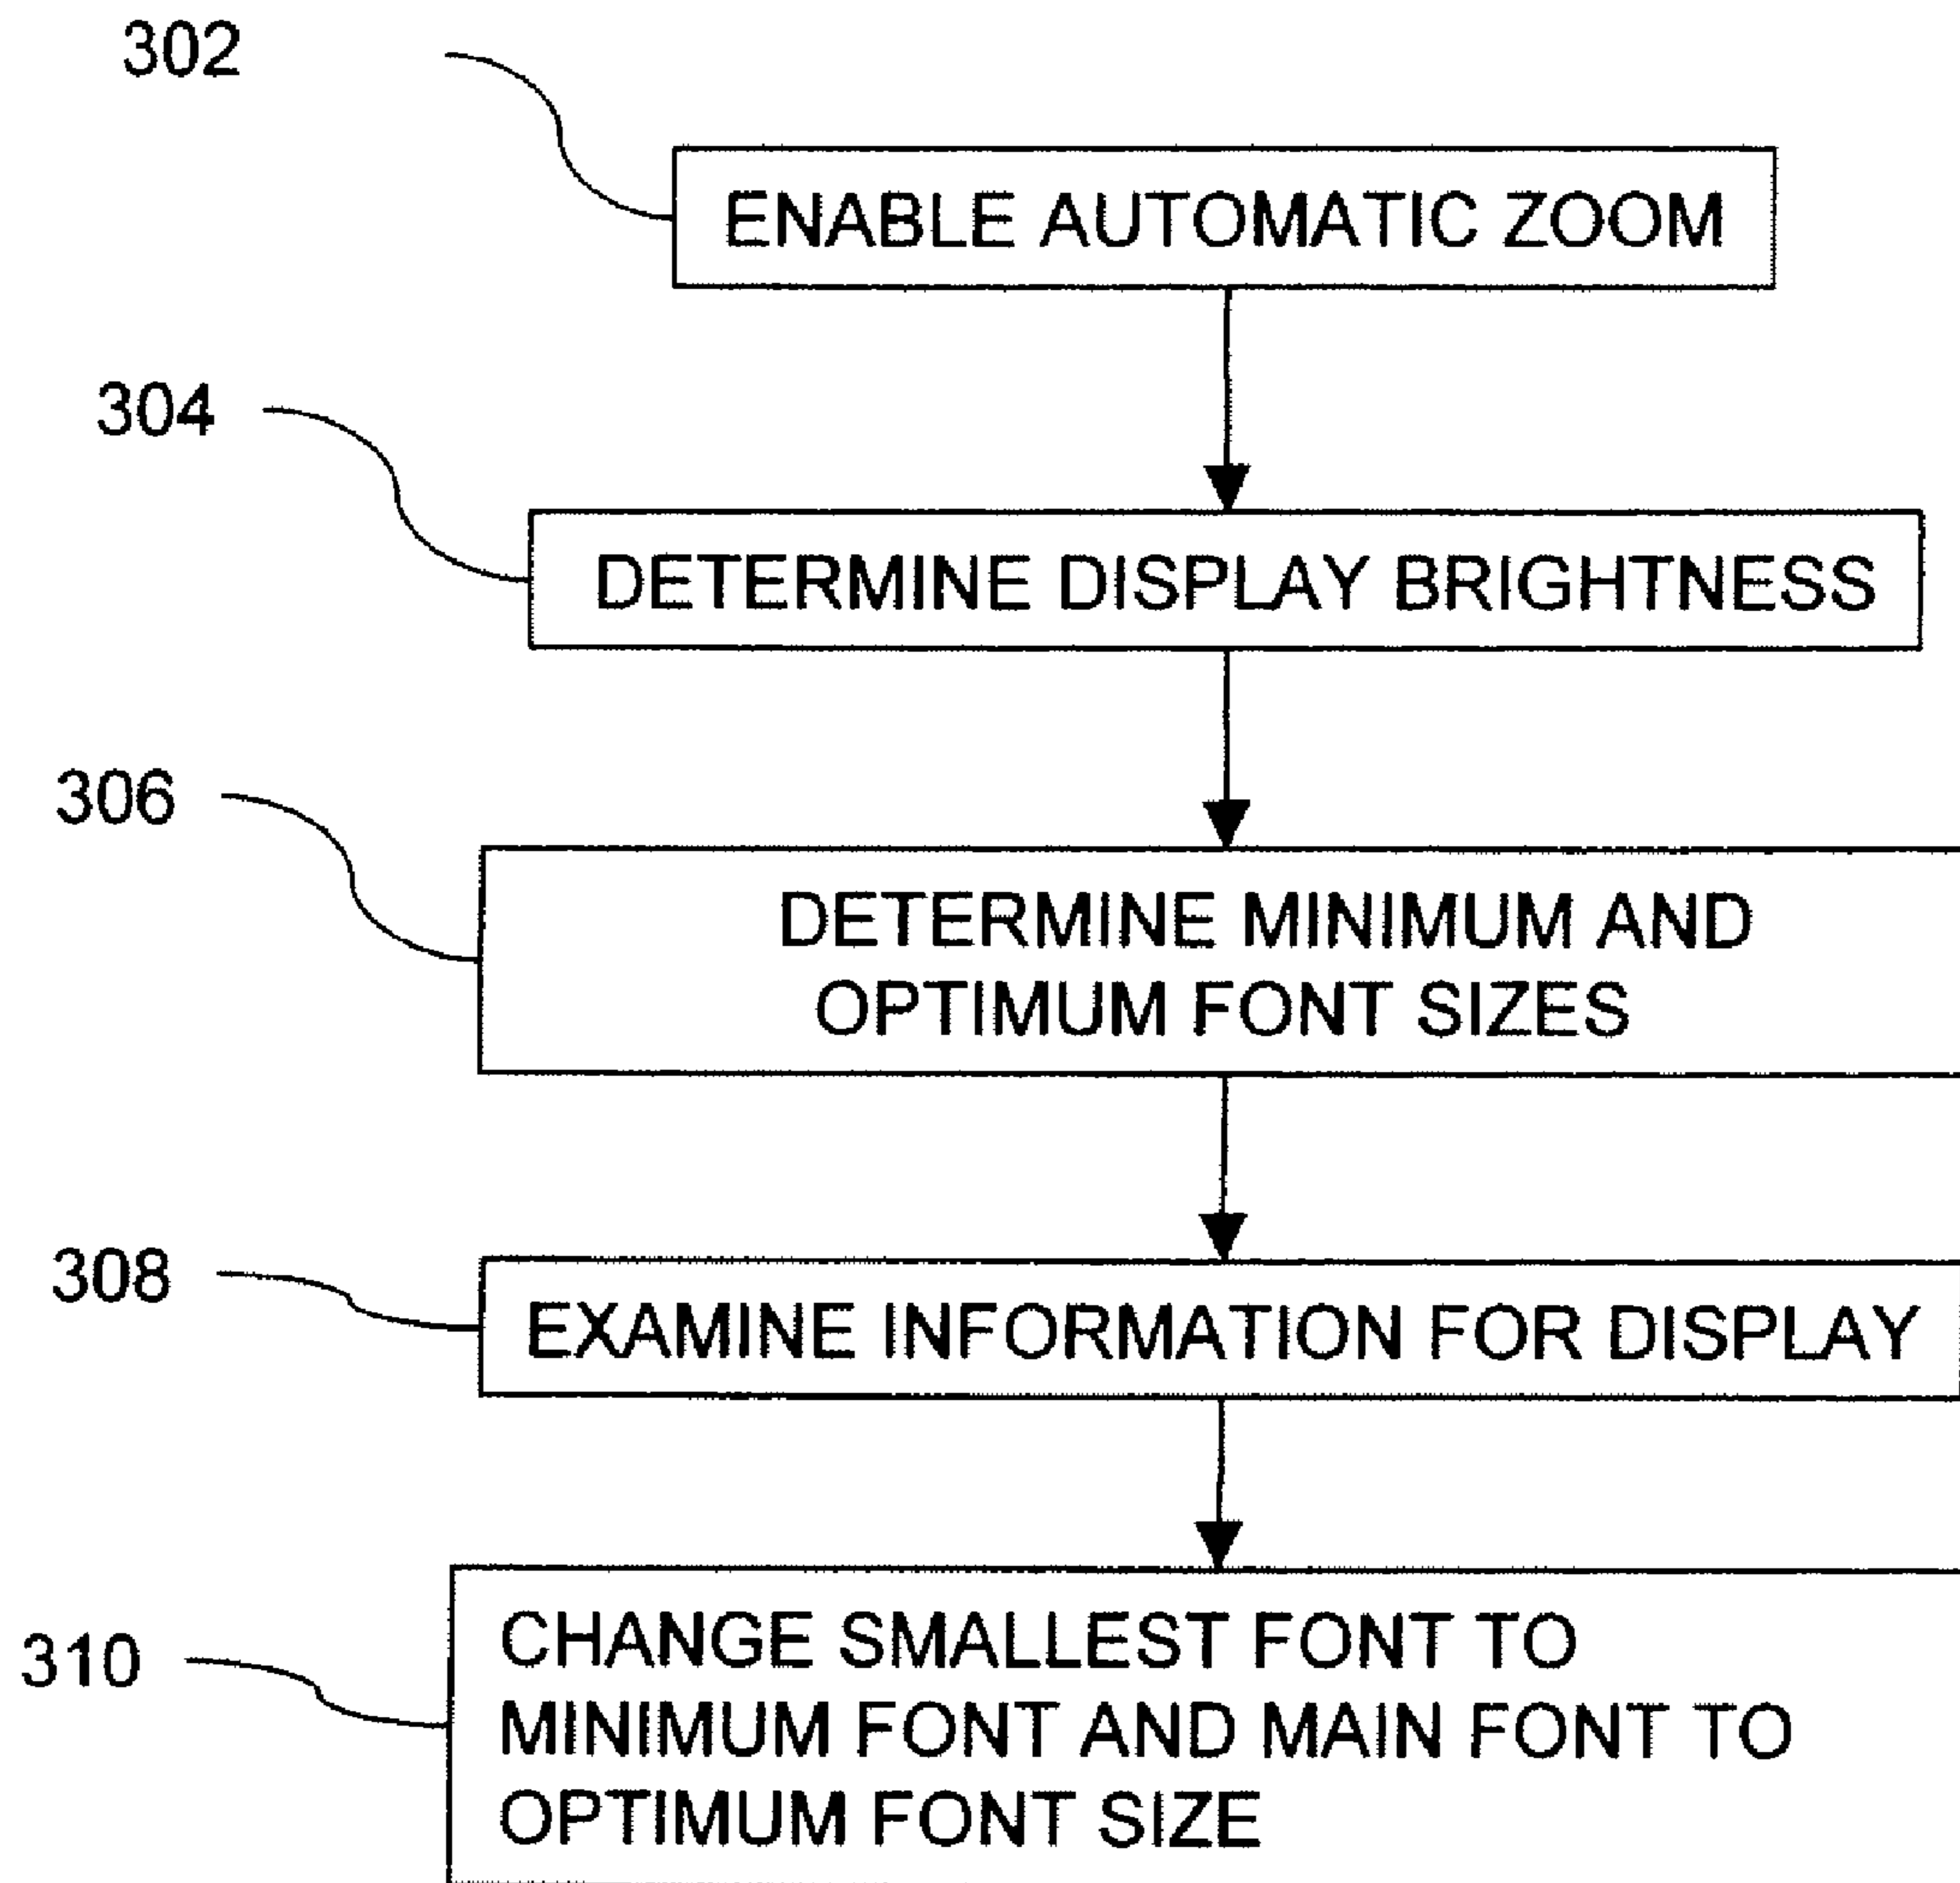 302
ENABLE AUTOMATIC ZOOM
304
DETERMINE DISPLAY BRIGHTNESS
306
DETERMINE MINIMUM AND
OPTIMUM FONT SIZES
308
EXAMINE INFORMATION FOR DISPLAY
310
CHANGE SMALLEST FONT TO
MINIMUM FONT AND MAIN FONT TO
OPTIMUM FONT SIZE